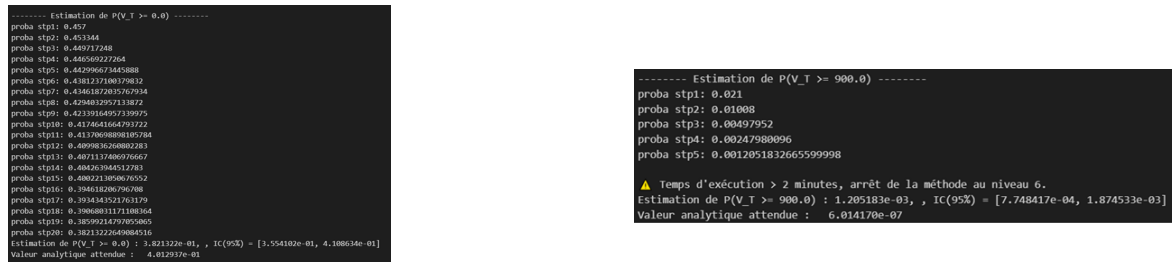 -------- Estimation de P(V_T >= 0.0) --------
proba stp1: 0.457
proba stp2: 0.453344
proba stp3: 0.449717248
proba stp4: 0.446569227264
proba stp5: 0.442996673445888
proba stp6: 0.4381237100379832
proba stp7: 0.43461872035767934
proba stp8: 0.4294032957133872
proba stp9: 0.42339164957339975
proba stp10: 0.4174641664793722
proba stp11: 0.41370698898105784
proba stp12: 0.4099836260802283
proba stp13: 0.4071137406976667
proba stp14: 0.404263944512783
proba stp15: 0.4002213050676552
proba stp16: 0.394618206796708
proba stp17: 0.3934343521763179
proba stp18: 0.39068031171108364
proba stp19: 0.38599214797055065
proba stp20: 0.38213222649084516
Estimation de P(V_T >= 0.0) : 3.821322e-01, , IC(95%) = [3.554102e-01, 4.108634e-01]
Valeur analytique attendue : 4.012937e-01
-------- Estimation de P(V_T >= 900.0) --------
proba stp1: 0.021
proba stp2: 0.01008
proba stp3: 0.00497952
proba stp4: 0.00247980096
proba stp5: 0.0012051832665599998
⚠ Temps d'exécution > 2 minutes, arrêt de la méthode au niveau 6.
Estimation de P(V_T >= 900.0) : 1.205183e-03, , IC(95%) = [7.748417e-04, 1.874533e-03]
Valeur analytique attendue : 6.014170e-07